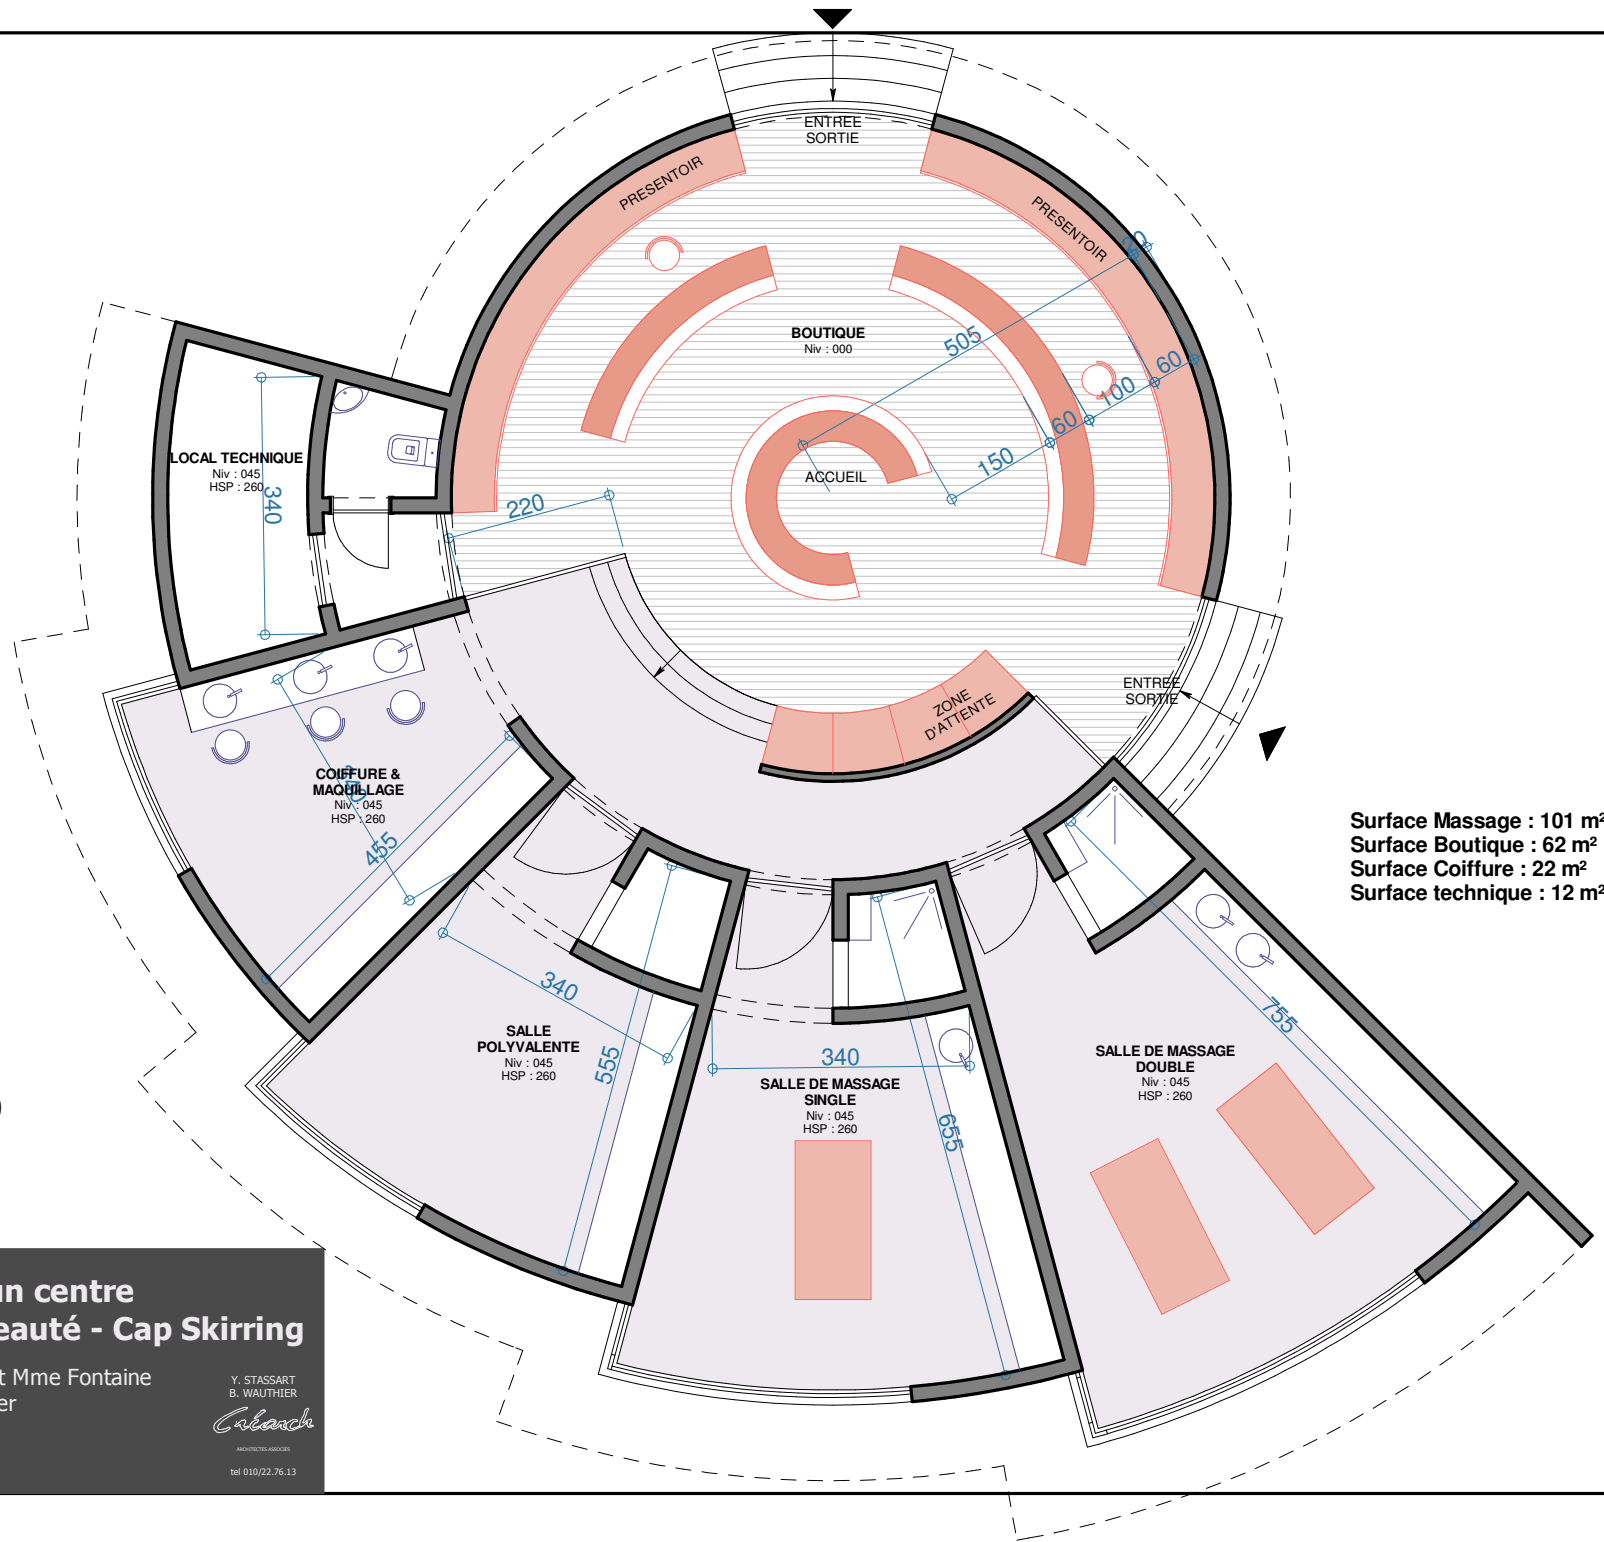 ENTREE
SORTIE
PRESENTOIR
PRESENTOIR
20
BOUTIQUE
Niv : 000
505
60
100
60
150
ACCUEIL
LOCAL TECHNIQUE
Niv : 045
HSP : 260
340
220
ENTREE
SORTIE
ZONE
D'ATTENTE
COIFFURE &
MAQUILLAGE
Niv : 045
HSP : 260
455
Surface Massage : 101 m²
Surface Boutique : 62 m²
Surface Coiffure : 22 m²
Surface technique : 12 m²
340
SALLE
POLYVALENTE
Niv : 045
HSP : 260
555
340
SALLE DE MASSAGE
SINGLE
Niv : 045
HSP : 260
655
755
SALLE DE MASSAGE
DOUBLE
Niv : 045
HSP : 260
)
un centre
eauté - Cap Skirring
t Mme Fontaine
er
Y. STASSART
B. WAUTHIER
Créarch
ARCHITECTES ASSOCIES
tel 010/22.76.13